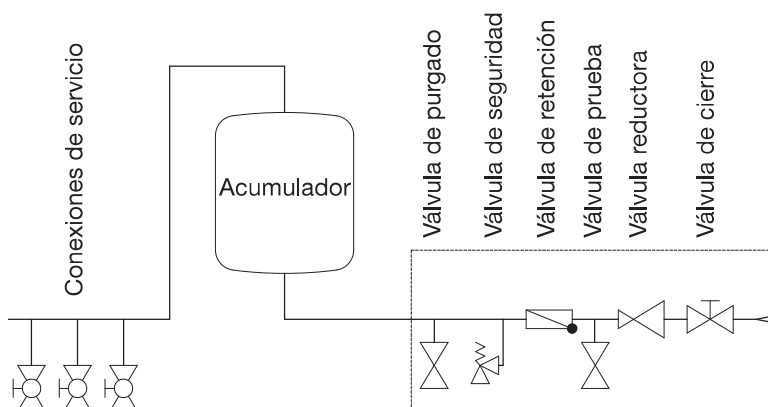 Conexiones de servicio
Acumulador
Válvula de purgado
Válvula de seguridad
Válvula de retención
Válvula de prueba
Válvula reductora
Válvula de cierre